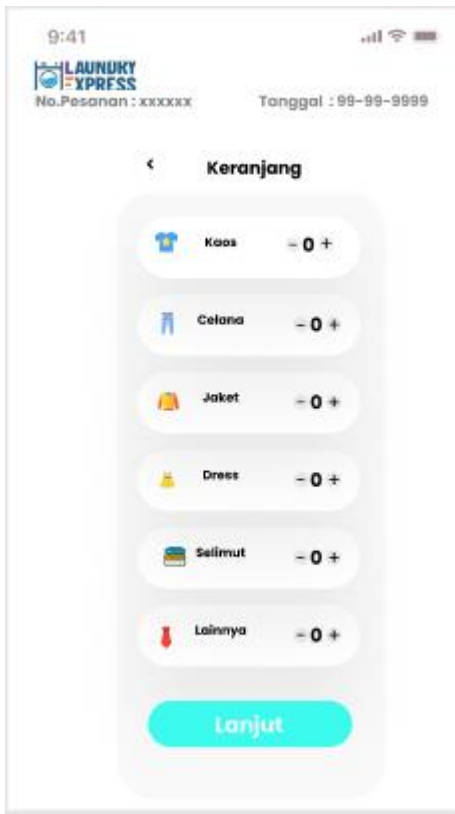 9:41
LAUNDRY
EXPRESS
No.Pesanan : xxxxxx Tanggal : 99-99-9999
< Keranjang
Kaos - 0 +
Celana - 0 +
Jaket - 0 +
Dress - 0 +
Selimut - 0 +
Lainnya - 0 +
Lanjut